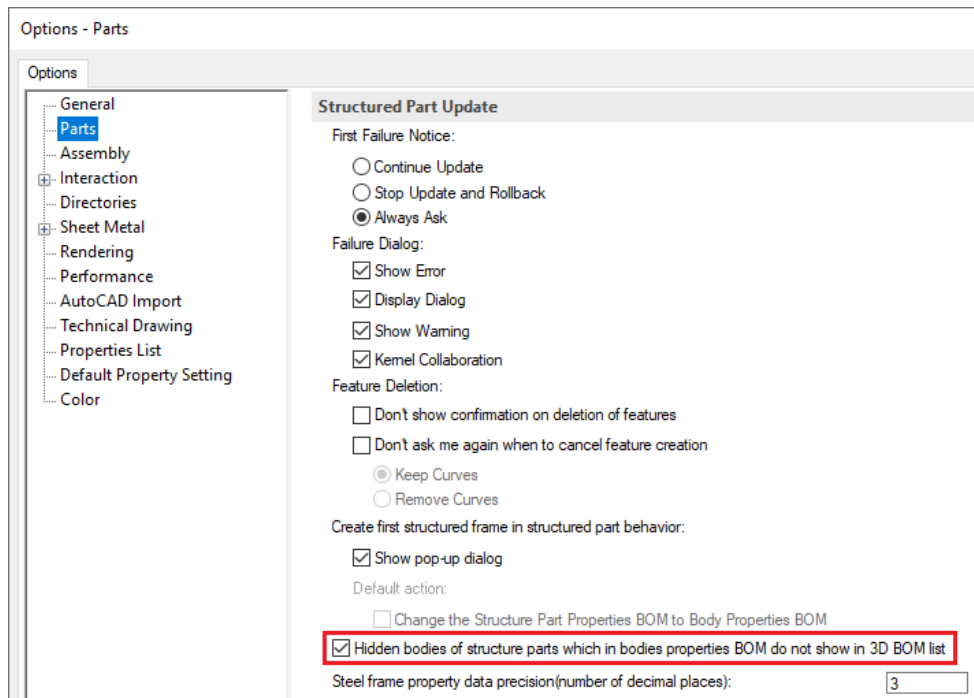 Options - Parts
Options
General
Parts
Assembly
Interaction
Directories
Sheet Metal
Rendering
Performance
AutoCAD Import
Technical Drawing
Properties List
Default Property Setting
Color
Structured Part Update
First Failure Notice:
Continue Update
Stop Update and Rollback
Always Ask
Failure Dialog:
Show Error
Display Dialog
Show Warning
Kernel Collaboration
Feature Deletion:
Don't show confirmation on deletion of features
Don't ask me again when to cancel feature creation
Keep Curves
Remove Curves
Create first structured frame in structured part behavior:
Show pop-up dialog
Default action:
Change the Structure Part Properties BOM to Body Properties BOM
Hidden bodies of structure parts which in bodies properties BOM do not show in 3D BOM list
Steel frame property data precision(number of decimal places): 3